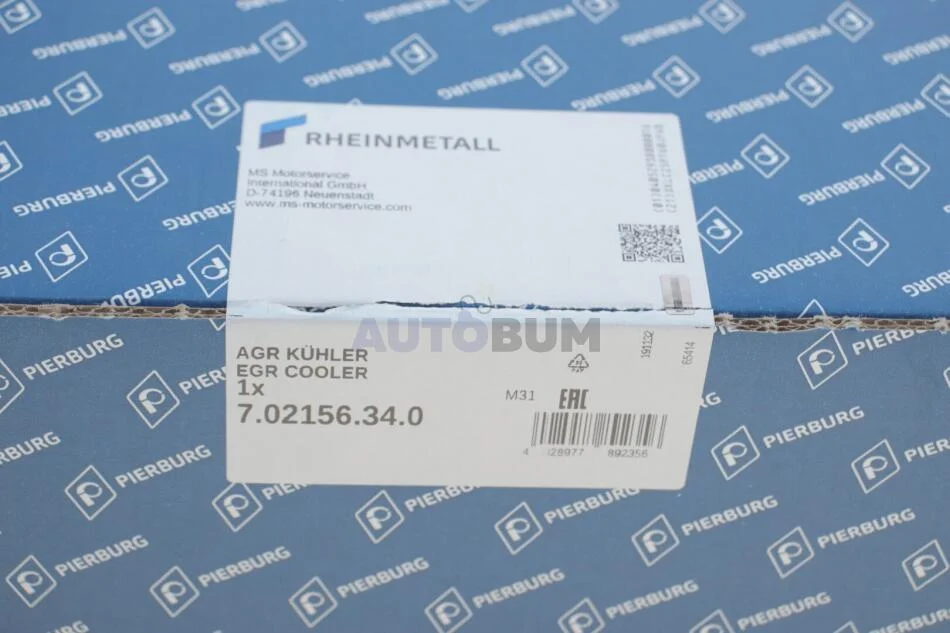 RHEINMETALL
MS Motorservice
International GmbH
D-74196 Neuenstadt
www.ms-motorservice.com
AUTOBUM
AGR KÜHLER
EGR COOLER
1x
7.02156.34.0
M31
EAC
191132
65414
4 028977 892356
PIERBURG